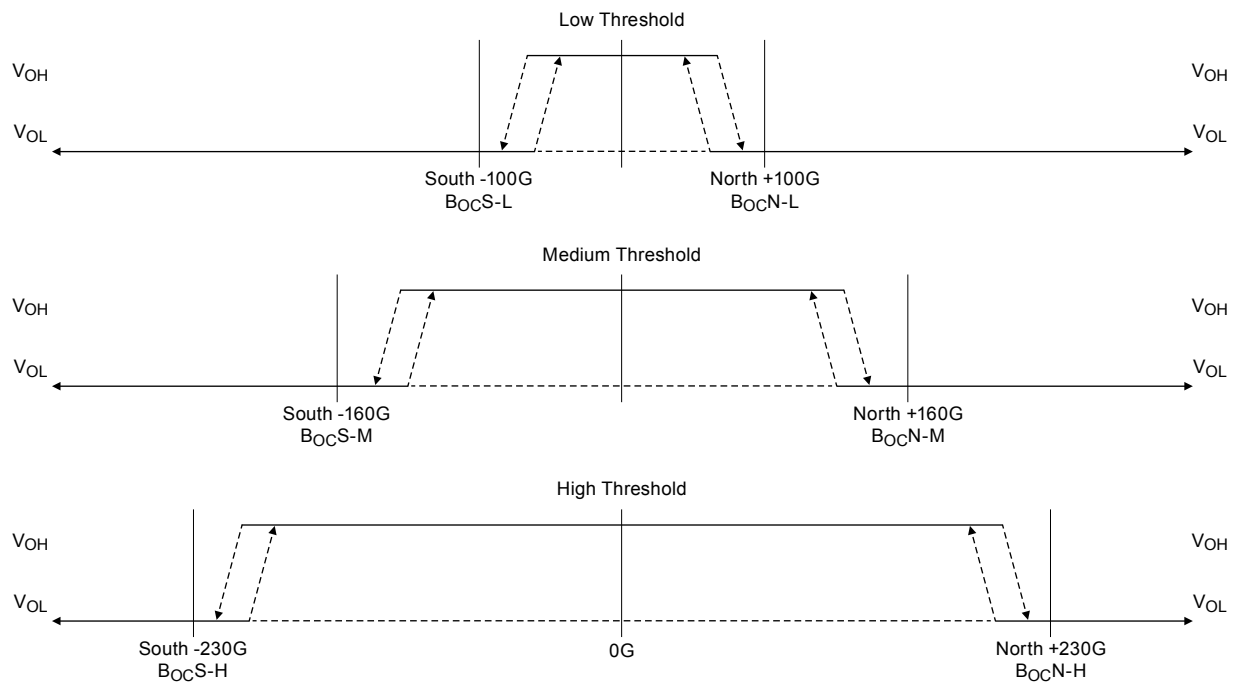 Low Threshold
VOH
VOH
VOL
VOL
South -100G
North +100G
BOCS-L
BOCN-L
Medium Threshold
VOH
VOH
VOL
VOL
South -160G
North +160G
BOCS-M
BOCN-M
High Threshold
VOH
VOH
VOL
VOL
South -230G
0G
North +230G
BOCS-H
BOCN-H